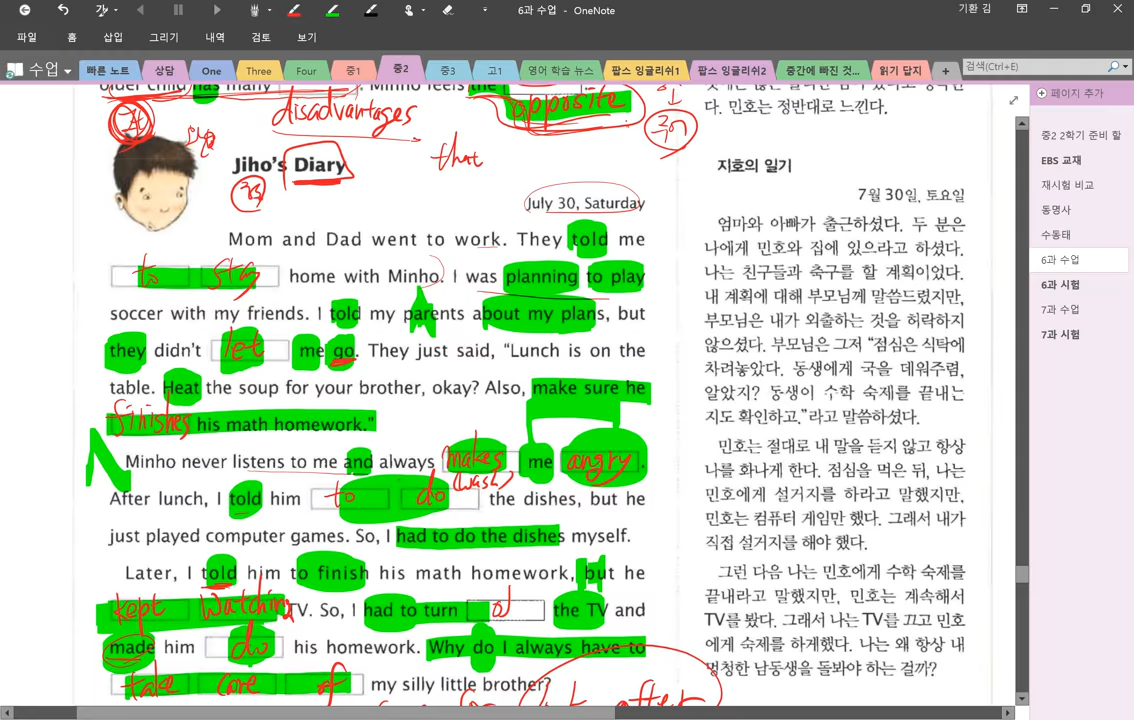 6과 수업 - OneNote
기환 김
파일 홈 삽입 그리기 내역 검토 보기
수업 빠른 노트 상담 One Three Four 중1 중2 중3 고1 영어 학습 뉴스 팝스 잉글리쉬1 팝스 잉글리쉬2 중간에 빠진 것... 읽기 답지 + 검색(Ctrl+E)
older child has many Minho feels the opposite
disadvantages
that
Jiho's Diary
July 30, Saturday
Mom and Dad went to work. They told me
to stay home with Minho. I was planning to play
soccer with my friends. I told my parents about my plans, but
they didn't let me go. They just said, "Lunch is on the
table. Heat the soup for your brother, okay? Also, make sure he
finishes his math homework."
Minho never listens to me and always makes me angry.
(wash)
After lunch, I told him to do the dishes, but he
just played computer games. So, I had to do the dishes myself.
Later, I told him to finish his math homework, but he
kept watching TV. So, I had to turn the TV and
made him do his homework. Why do I always have to
take care of my silly little brother?
after
다. 민호는 정반대로 느낀다.
지호의 일기
7월 30일, 토요일
엄마와 아빠가 출근하셨다. 두 분은
나에게 민호와 집에 있으라고 하셨다.
나는 친구들과 축구를 할 계획이었다.
내 계획에 대해 부모님께 말씀드렸지만,
부모님은 내가 외출하는 것을 허락하지
않으셨다. 부모님은 그저 "점심은 식탁에
차려놓았다. 동생에게 국을 데워주렴,
알았지? 동생이 수학 숙제를 끝내는
지도 확인하고."라고 말씀하셨다.
민호는 절대로 내 말을 듣지 않고 항상
나를 화나게 한다. 점심을 먹은 뒤, 나는
민호에게 설거지를 하라고 말했지만,
민호는 컴퓨터 게임만 했다. 그래서 내가
직접 설거지를 해야 했다.
그런 다음 나는 민호에게 수학 숙제를
끝내라고 말했지만, 민호는 계속해서
TV를 봤다. 그래서 나는 TV를 끄고 민호
에게 숙제를 하게했다. 나는 왜 항상 내
멍청한 남동생을 돌봐야 하는 걸까?
페이지 추가
중2 2학기 준비 할
EBS 교재
재시험 비교
동명사
수동태
6과 수업
6과 시험
7과 수업
7과 시험